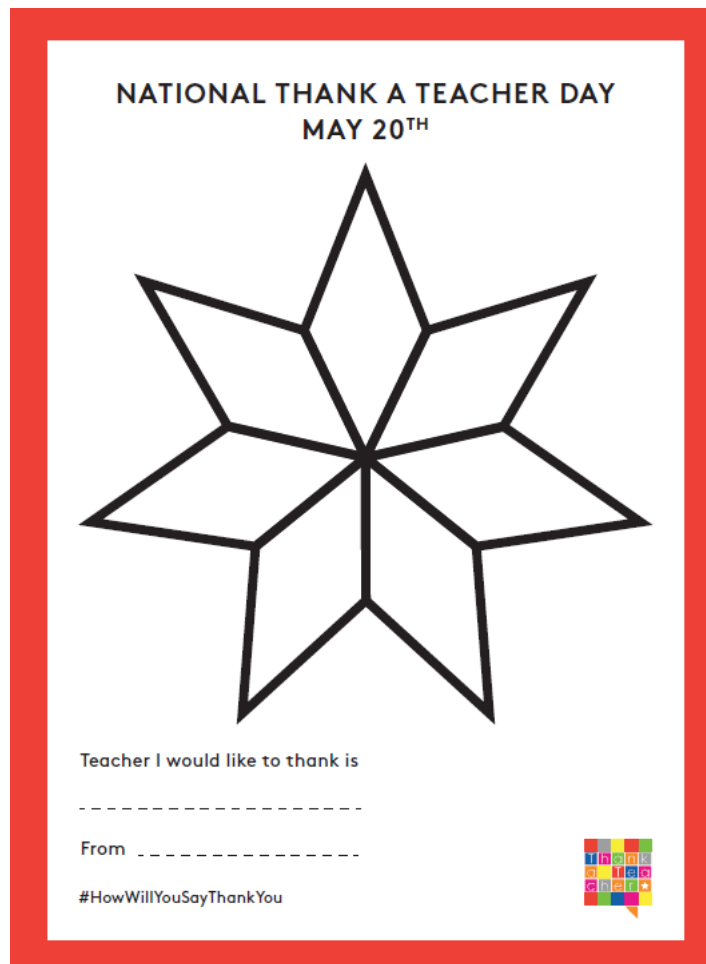 NATIONAL THANK A TEACHER DAY
MAY 20TH
Teacher I would like to thank is
From
#HowWillYouSayThankYou
Thank
a Tea
cher